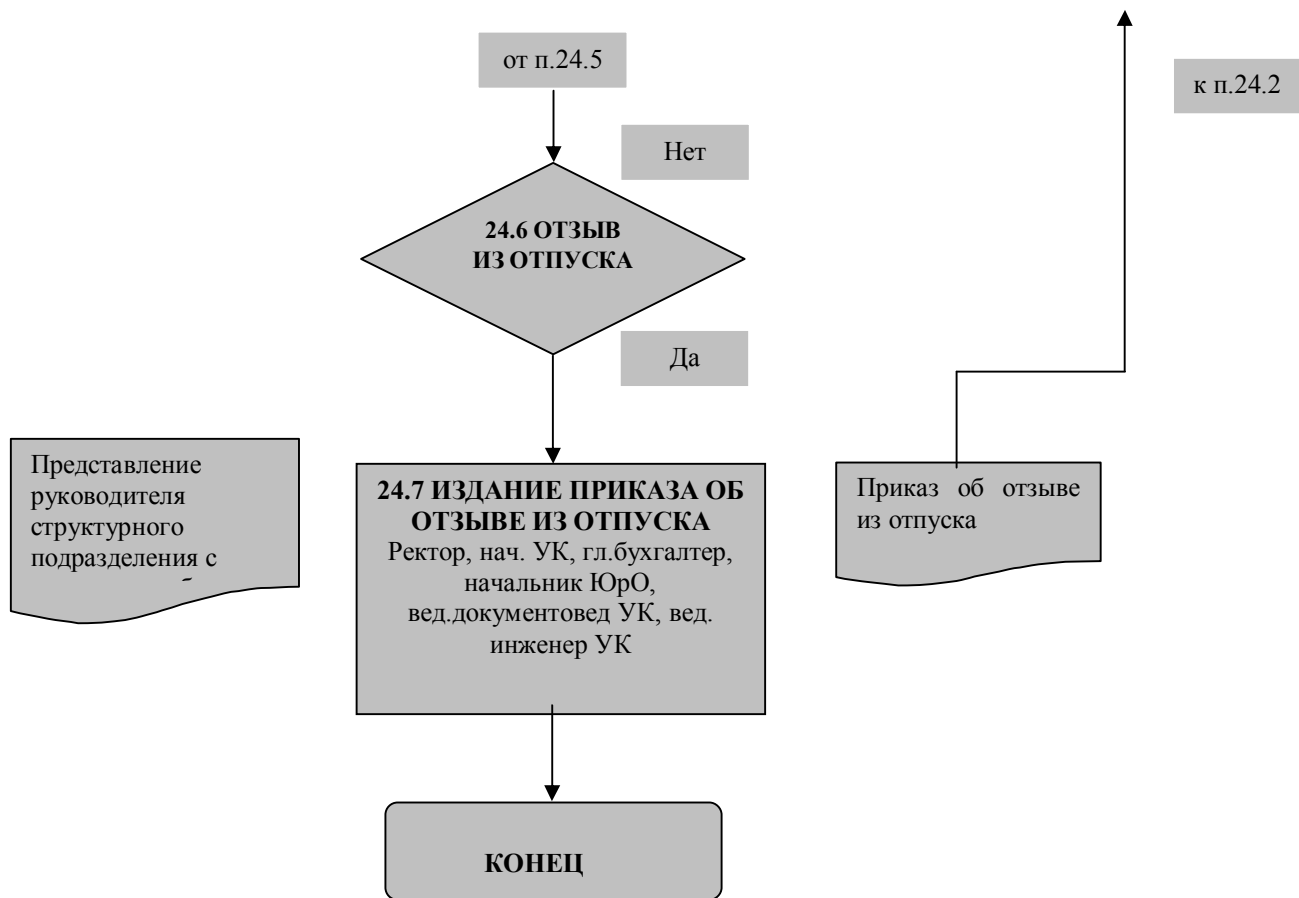 от п.24.5
к п.24.2
Нет
24.6 ОТЗЫВ
ИЗ ОТПУСКА
Да
Представление
руководителя
структурного
подразделения с
24.7 ИЗДАНИЕ ПРИКАЗА ОБ
ОТЗЫВЕ ИЗ ОТПУСКА
Ректор, нач. УК, гл.бухгалтер,
начальник ЮрО,
вед.документовед УК, вед.
инженер УК
Приказ об отзыве
из отпуска
КОНЕЦ